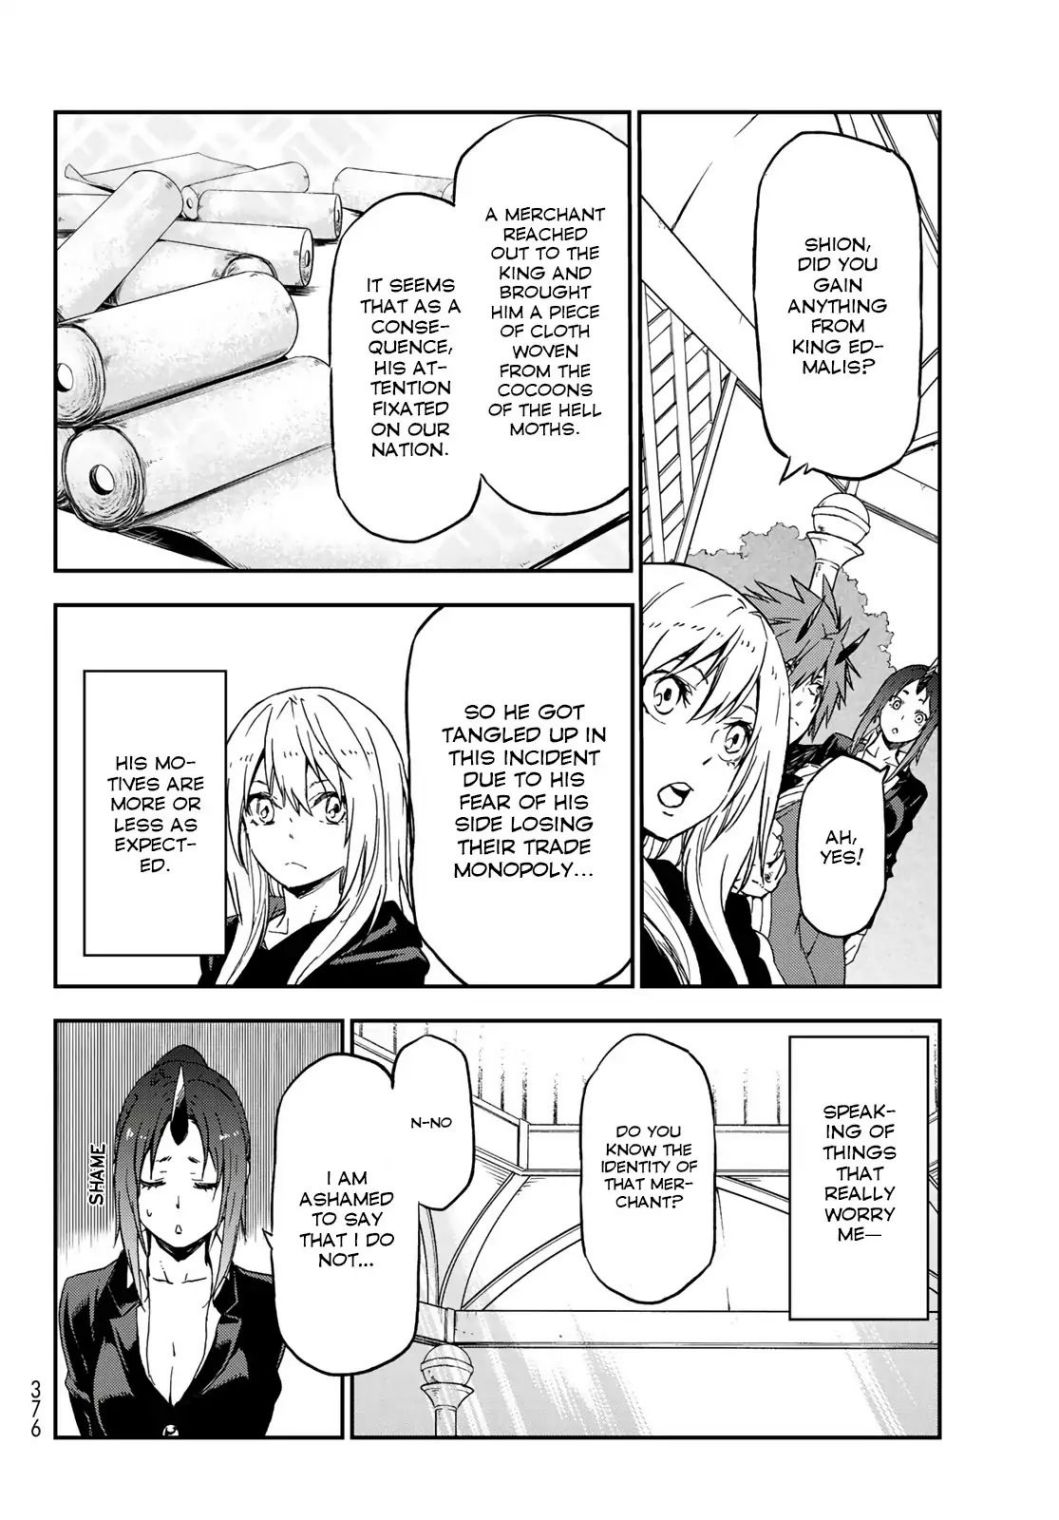 SHION,
DID YOU
GAIN
ANYTHING
FROM
KING ED-
MALIS?
AH,
YES!
A MERCHANT
REACHED
OUT TO THE
KING AND
BROUGHT
HIM A PIECE
OF CLOTH
WOVEN
FROM THE
COCOONS
OF THE HELL
MOTHS.
IT SEEMS
THAT AS A
CONSE-
QUENCE,
HIS AT-
TENTION
FIXATED
ON OUR
NATION.
SO HE GOT
TANGLED UP IN
THIS INCIDENT
DUE TO HIS
FEAR OF HIS
SIDE LOSING
THEIR TRADE
MONOPOLY...
HIS MO-
TIVES ARE
MORE OR
LESS AS
EXPECT-
ED.
SPEAK-
ING OF
THINGS
THAT
REALLY
WORRY
ME—
DO YOU
KNOW THE
IDENTITY OF
THAT MER-
CHANT?
N-NO
I AM
ASHAMED
TO SAY
THAT I DO
NOT...
SHAME
376